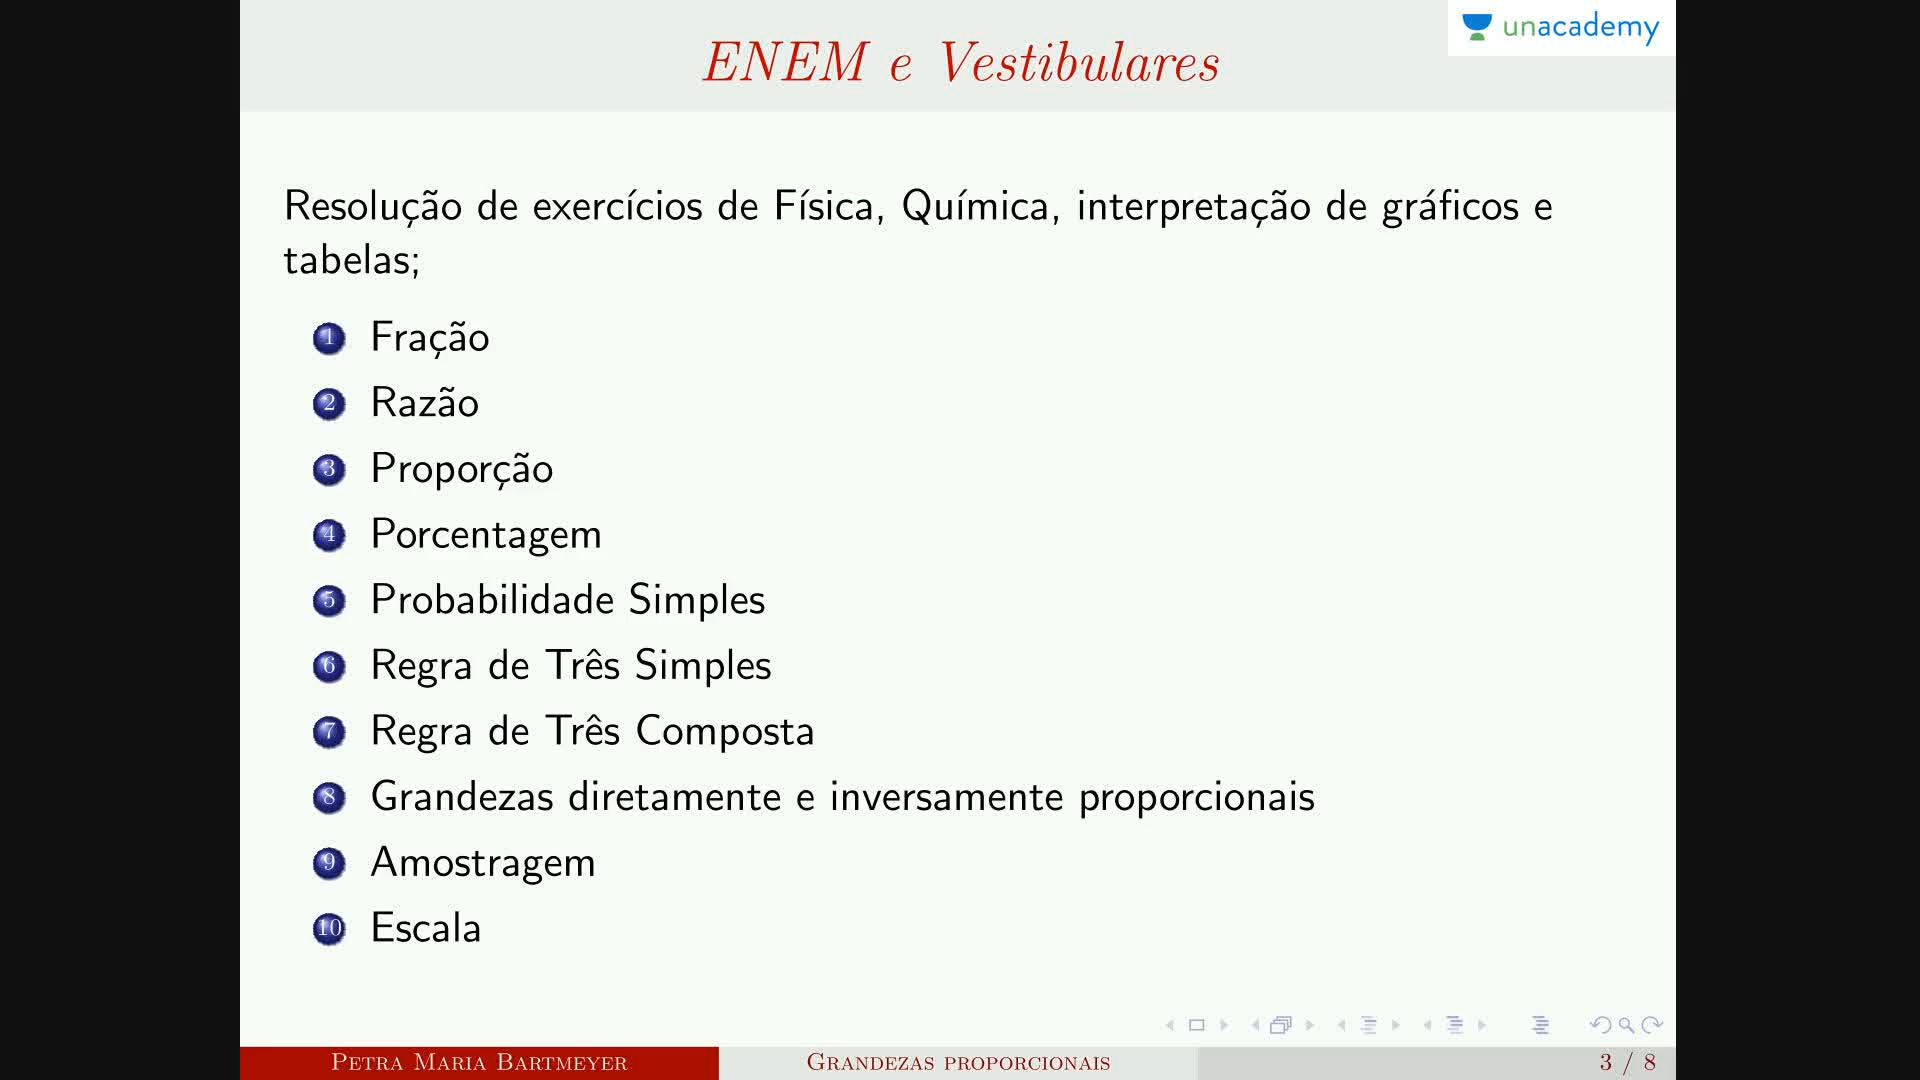 unacademy
ENEM e Vestibulares
Resolução de exercícios de Física, Química, interpretação de gráficos e
tabelas;
1 Fração
2 Razão
3 Proporção
4 Porcentagem
5 Probabilidade Simples
6 Regra de Três Simples
7 Regra de Três Composta
8 Grandezas diretamente e inversamente proporcionais
9 Amostragem
10 Escala
Petra Maria Bartmeyer Grandezas proporcionais 3 / 8